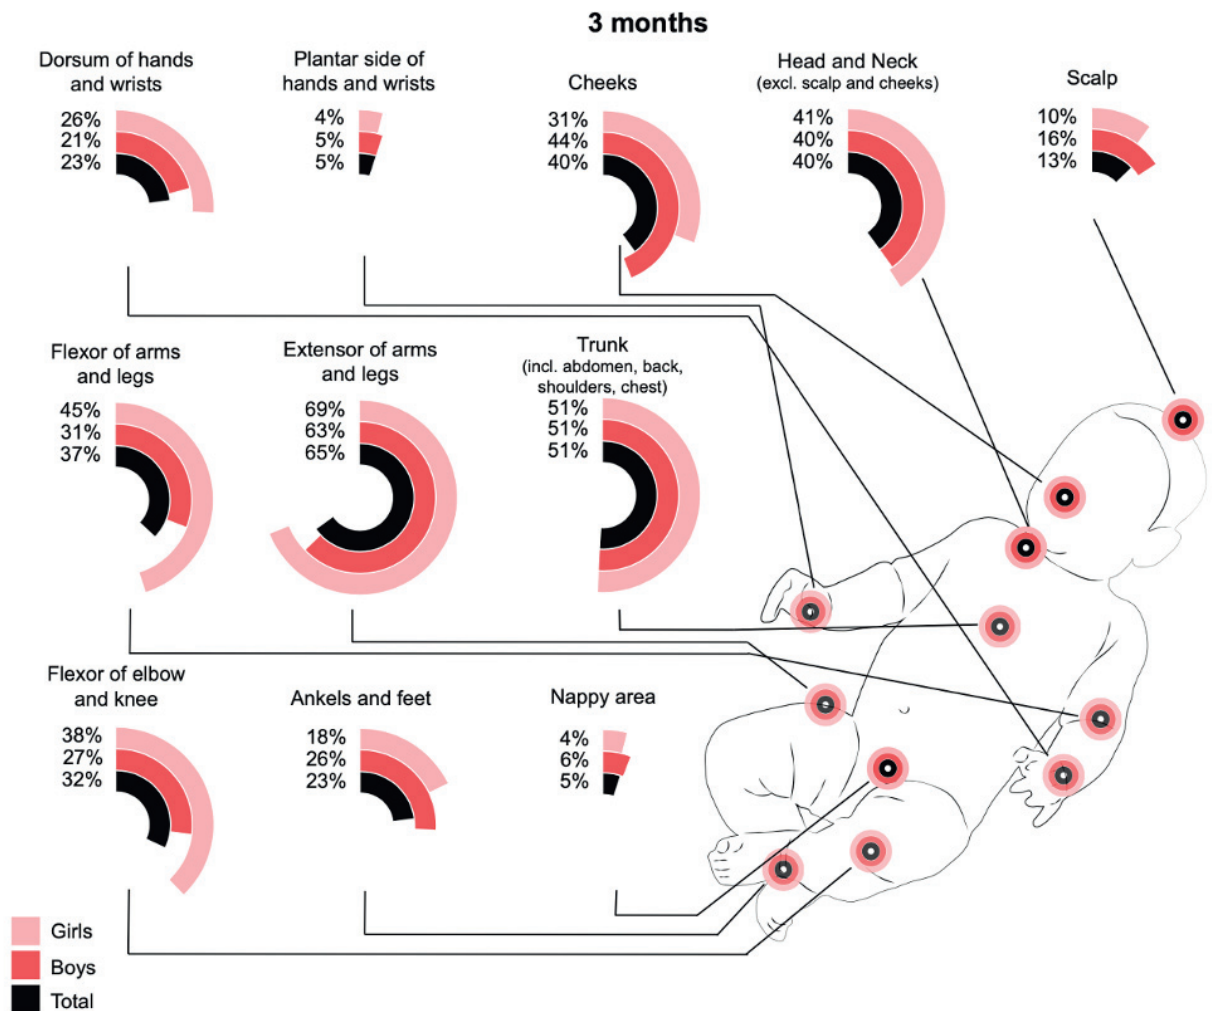 3 months
Dorsum of hands
and wrists
26%
21%
23%
Plantar side of
hands and wrists
4%
5%
5%
Cheeks
31%
44%
40%
Head and Neck
(excl. scalp and cheeks)
41%
40%
40%
Scalp
10%
16%
13%
Flexor of arms
and legs
45%
31%
37%
Extensor of arms
and legs
69%
63%
65%
Trunk
(incl. abdomen, back,
shoulders, chest)
51%
51%
51%
Flexor of elbow
and knee
38%
27%
32%
Ankels and feet
18%
26%
23%
Nappy area
4%
6%
5%
Girls
Boys
Total